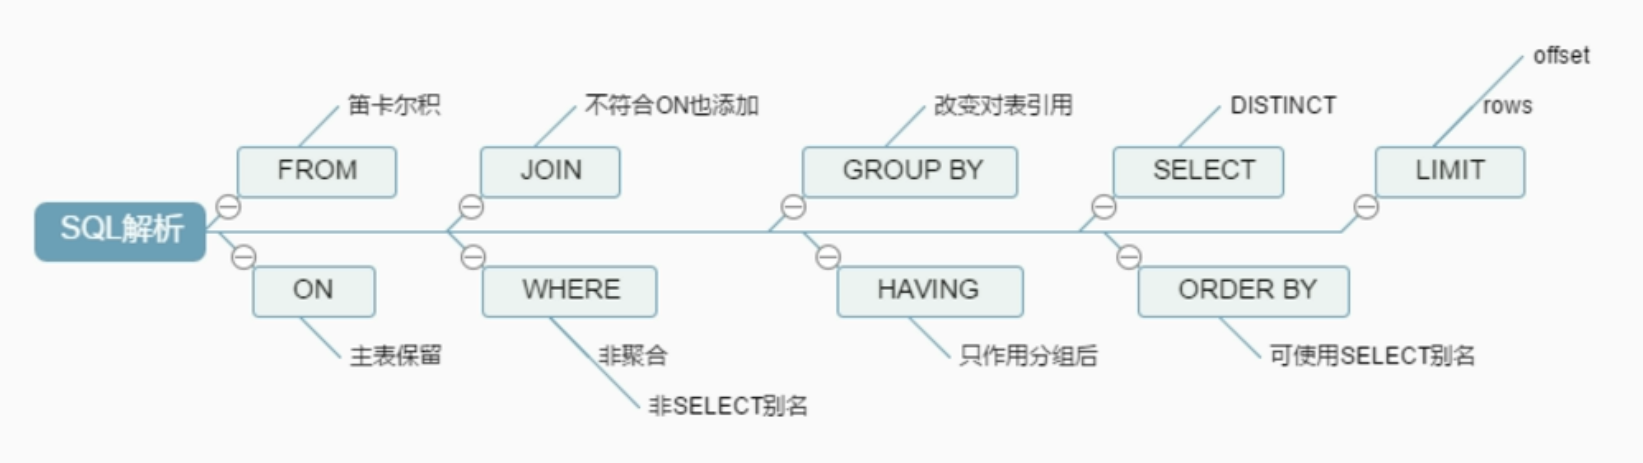 offset
笛卡尔积
不符合ON也添加
改变对表引用
DISTINCT
rows
FROM
JOIN
GROUP BY
SELECT
LIMIT
SQL解析
ON
WHERE
HAVING
ORDER BY
主表保留
非聚合
只作用分组后
可使用SELECT别名
非SELECT别名